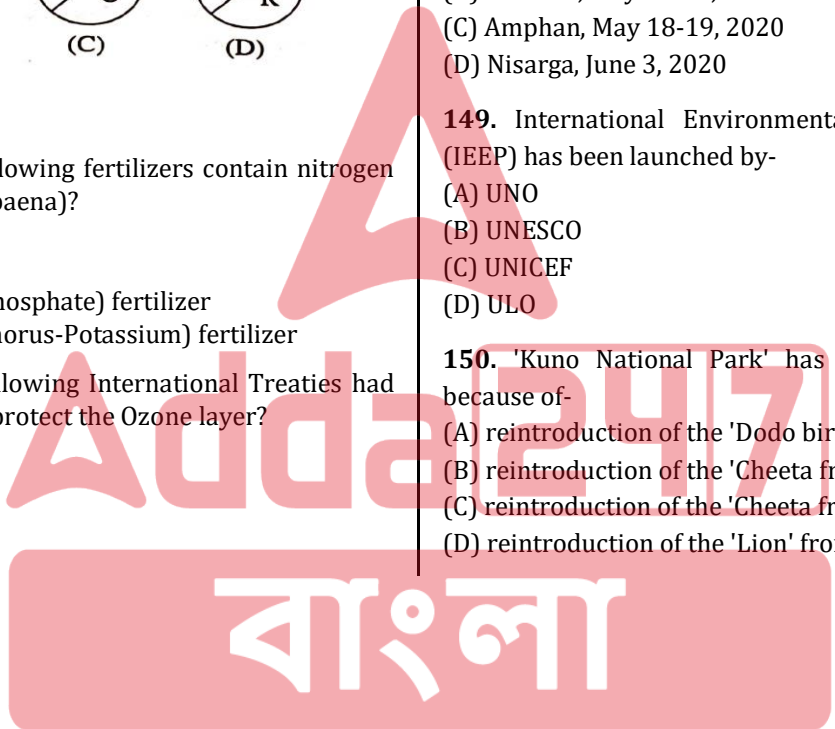 (C)
(D)
lowing fertilizers contain nitrogen
aena)?
hosphate) fertilizer
orus-Potassium) fertilizer
lowing International Treaties had
protect the Ozone layer?
(C) Amphan, May 18-19, 2020
(D) Nisarga, June 3, 2020
149. International Environmenta
(IEEP) has been launched by-
(A) UNO
(B) UNESCO
(C) UNICEF
(D) ULO
150. 'Kuno National Park' has
because of-
(A) reintroduction of the 'Dodo bir
(B) reintroduction of the 'Cheeta fr
(C) reintroduction of the 'Cheeta fr
(D) reintroduction of the 'Lion' fro
Adda247
বাংলা